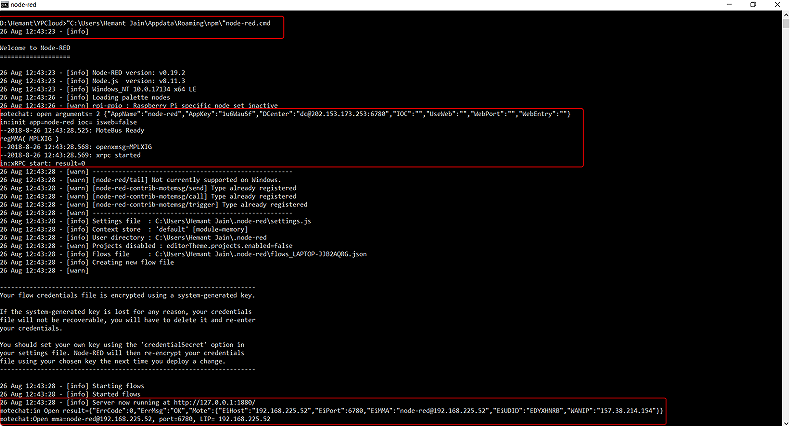 node-red
D:\Hemant\YPCloud>"C:\Users\Hemant Jain\Appdata\Roaming\npm\"node-red.cmd
26 Aug 12:43:23 - [info]
Welcome to Node-RED
===================
26 Aug 12:43:23 - [info] Node-RED version: v0.19.2
26 Aug 12:43:23 - [info] Node.js  version: v8.11.3
26 Aug 12:43:23 - [info] Windows_NT 10.0.17134 x64 LE
26 Aug 12:43:23 - [info] Loading palette nodes
26 Aug 12:43:26 - [warn] rpi-gpio : Raspberry Pi specific node set inactive
motechat: open arguments= 2 {"AppName":"node-red","AppKey":"1u6Wau5f","DCenter":"dc@202.153.173.253:6780","IOC":"","UseWeb":"","WebPort":"","WebEntry":""}
in:init app=node-red ioc= isweb=false
--2018-8-26 12:43:28.525: MoteBus Ready
regMMA( MPLXIG )
--2018-8-26 12:43:28.568: openxmsg=MPLXIG
--2018-8-26 12:43:28.569: xrpc started
in:xRPC start: result=0
26 Aug 12:43:28 - [warn] ------------------------------------------------------
26 Aug 12:43:28 - [warn] [node-red/tail] Not currently supported on Windows.
26 Aug 12:43:28 - [warn] [node-red-contrib-motemsg/send] Type already registered
26 Aug 12:43:28 - [warn] [node-red-contrib-motemsg/call] Type already registered
26 Aug 12:43:28 - [warn] [node-red-contrib-motemsg/trigger] Type already registered
26 Aug 12:43:28 - [warn] ------------------------------------------------------
26 Aug 12:43:28 - [info] Settings file  : C:\Users\Hemant Jain\.node-red\settings.js
26 Aug 12:43:28 - [info] Context store  : 'default' [module=memory]
26 Aug 12:43:28 - [info] User directory : C:\Users\Hemant Jain\.node-red
26 Aug 12:43:28 - [warn] Projects disabled : editorTheme.projects.enabled=false
26 Aug 12:43:28 - [info] Flows file     : C:\Users\Hemant Jain\.node-red\flows_LAPTOP-JJB2AQ0G.json
26 Aug 12:43:28 - [info] Creating new flow file
26 Aug 12:43:28 - [warn]
---------------------------------------------------------------------
Your flow credentials file is encrypted using a system-generated key.
If the system-generated key is lost for any reason, your credentials
file will not be recoverable, you will have to delete it and re-enter
your credentials.
You should set your own key using the 'credentialSecret' option in
your settings file. Node-RED will then re-encrypt your credentials
file using your chosen key the next time you deploy a change.
---------------------------------------------------------------------
26 Aug 12:43:28 - [info] Starting flows
26 Aug 12:43:28 - [info] Started flows
26 Aug 12:43:28 - [info] Server now running at http://127.0.0.1:1880/
motechat:in Open result={"ErrCode":0,"ErrMsg":"OK","Mote":{"EiHost":"192.168.225.52","EiPort":6780,"EiMMA":"node-red@192.168.225.52","EiUDID":"EDYXHNRB","WANIP":"157.38.214.154"}}
motechat:Open mma=node-red@192.168.225.52, port=6780, LIP: 192.168.225.52